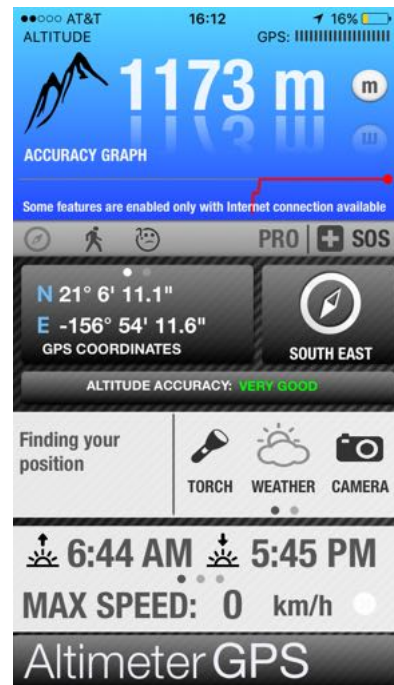 ●●○○○ AT&T 16:12 16%
ALTITUDE GPS:
1173 m m
ACCURACY GRAPH
Some features are enabled only with Internet connection available
PRO | + SOS
N 21° 6' 11.1"
E -156° 54' 11.6"
GPS COORDINATES
SOUTH EAST
ALTITUDE ACCURACY: VERY GOOD
Finding your
position
TORCH WEATHER CAMERA
6:44 AM 5:45 PM
MAX SPEED: 0 km/h
Altimeter GPS